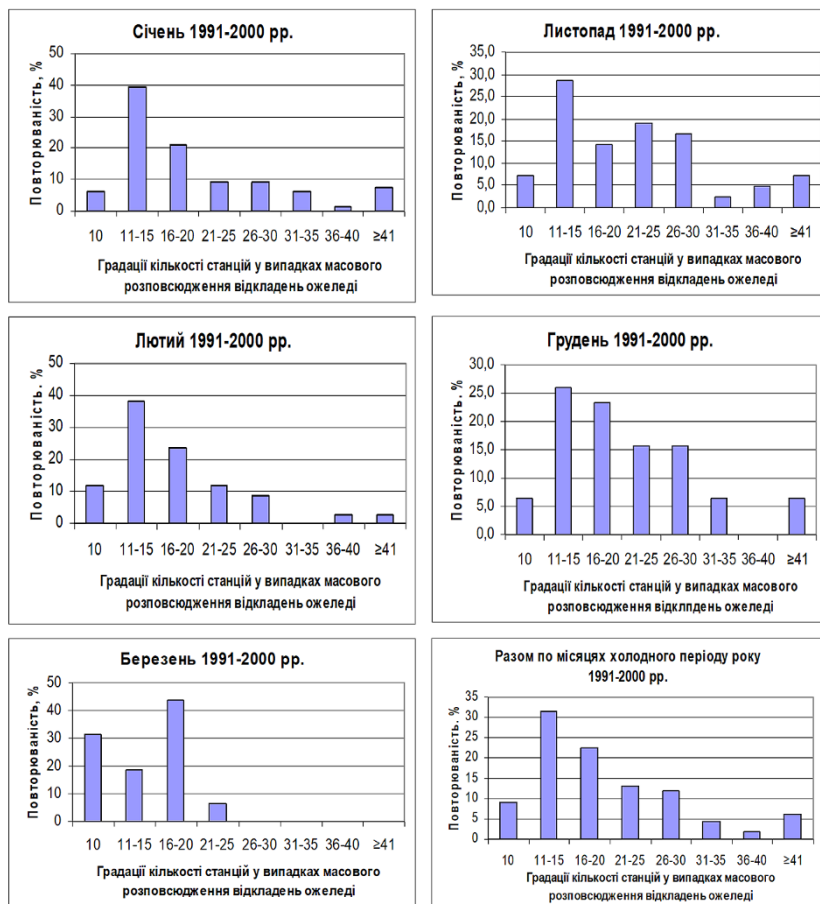 Січень 1991-2000 рр.
Повторюваність, %
50
40
30
20
10
0
10 11-15 16-20 21-25 26-30 31-35 36-40 ≥41
Градації кількості станцій у випадках масового
розповсюдження відкладень ожеледі
Листопад 1991-2000 рр.
Повторюваність, %
35,0
30,0
25,0
20,0
15,0
10,0
5,0
0,0
10 11-15 16-20 21-25 26-30 31-35 36-40 ≥41
Градації кількості станцій у випадках масового
розповсюдження відкладень ожеледі
Лютий 1991-2000 рр.
Повторюваність. %
50
40
30
20
10
0
10 11-15 16-20 21-25 26-30 31-35 36-40 ≥41
Градації кількості станцій у випадках масового
розповсюдження відкладень ожеледі
Грудень 1991-2000 рр.
Повторюваність. %
30,0
25,0
20,0
15,0
10,0
5,0
0,0
10 11-15 16-20 21-25 26-30 31-35 36-40 ≥41
Градації кількості станцій у випадках масового
розповсюдження відклпдень ожеледі
Березень 1991-2000 рр.
Повторюваність, %
50
40
30
20
10
0
10 11-15 16-20 21-25 26-30 31-35 36-40 ≥41
Градації кількості станцій у випадках масового
розповсюдження відкладень ожеледі
Разом по місяцях холодного періоду року
1991-2000 рр.
Повторюваність. %
35
30
25
20
15
10
5
0
10 11-15 16-20 21-25 26-30 31-35 36-40 ≥41
Градації кількості станцій у випадках масового
розповсюдження відкладень ожеледі